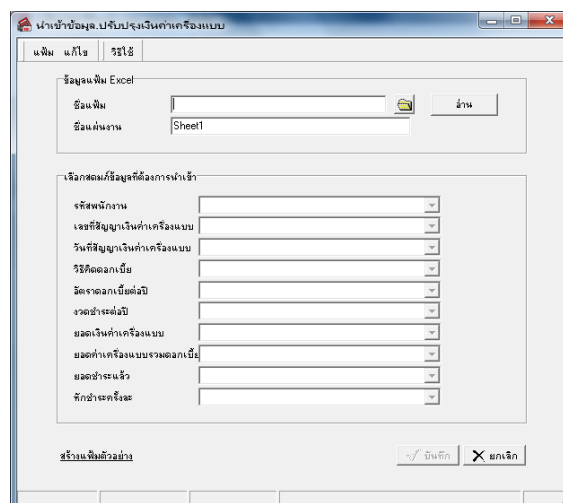 นำเข้าข้อมูล.ปรับปรุงเงินค่าเครื่องแบบ
แฟ้ม แก้ไข วิธีใช้
ข้อมูลแฟ้ม Excel
ชื่อแฟ้ม
อ่าน
ชื่อแผ่นงาน Sheet1
เลือกสดมภ์ข้อมูลที่ต้องการนำเข้า
รหัสพนักงาน
เลขที่สัญญาเงินค่าเครื่องแบบ
วันที่สัญญาเงินค่าเครื่องแบบ
วิธีคิดดอกเบี้ย
อัตราดอกเบี้ยต่อปี
งวดชำระต่อปี
ยอดเงินค่าเครื่องแบบ
ยอดค่าเครื่องแบบรวมดอกเบี้ย
ยอดชำระแล้ว
หักชำระครั้งละ
สร้างแฟ้มตัวอย่าง บันทึก ยกเลิก